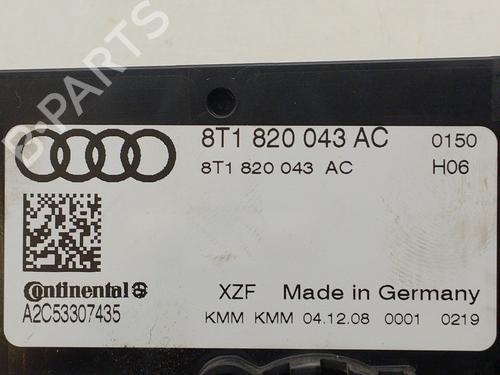 B-PARTS
8T1 820 043 AC 0150
8T1 820 043 AC H06
Continental
A2C53307435
XZF Made in Germany
KMM KMM 04.12.08 0001 0219